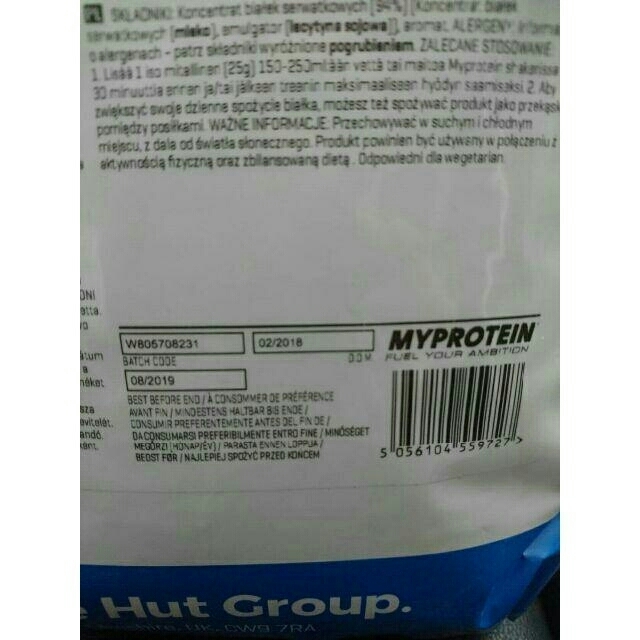 SKŁADNIKI: Koncentrat białek serwatkowych [94%] [Koncentrat białek
serwatkowych [mleko], emulgator [lecytyna sojowa]], aromat. ALERGENY:
o alergenach - patrz składniki wyróżnione pogrubieniem. ZALECANE STOSOWANIE:
1. Lisää 1 iso mitallinen [25g] 150-250ml:aan vettä tai maitoa Myprotein shakerissa
30 minuuttia ennen ja/tai jälkeen treenin maksimaalisen hyödyn saamiseksi 2. Aby
zwiększyć swoje dzienne spożycie białka, możesz też spożywać produkt jako przekąsk
pomiędzy posiłkami. WAŻNE INFORMACJE: Przechowywać w suchym i chłodnym
miejscu, z dala od światła słonecznego. Produkt powinien być używany w połączeniu z
aktywnością fizyczną oraz zbilansowaną dietą. Odpowiedni dla wegetarian.
W805708231
02/2018
BATCH CODE
D.O.M.
08/2019
BEST BEFORE END / À CONSOMMER DE PRÉFÉRENCE
AVANT FIN / MINDESTENS HALTBAR BIS ENDE /
CONSUMIR PREFERENTEMENTE ANTES DEL FIN DE /
DA CONSUMARSI PREFERIBILMENTE ENTRO FINE / MINŐSÉGET
MEGŐRZI [HÓNAP/ÉV] / PARASTA ENNEN LOPPUA /
BEDST FØR / NAJLEPIEJ SPOŻYĆ PRZED KOŃCEM
MYPROTEIN
FUEL YOUR AMBITION
5 056104 559727 >
e Hut Group.
UK, CW9 7RA